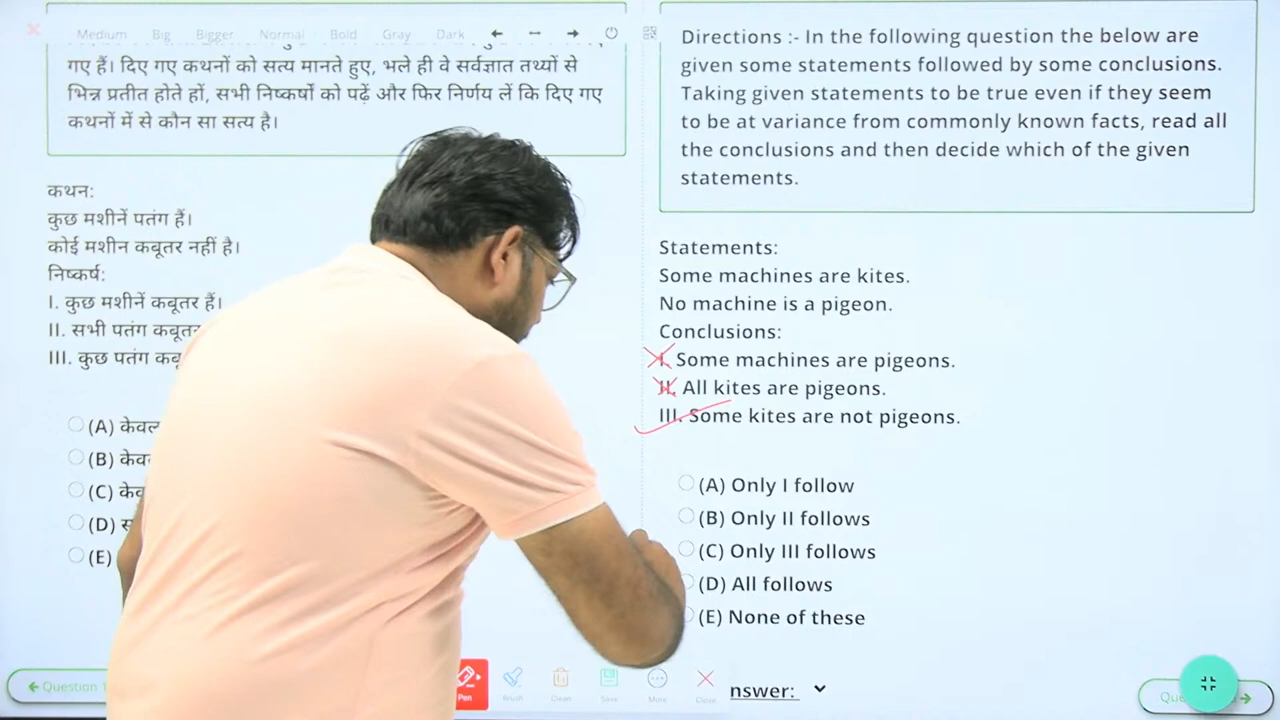 Medium Big Bigger Normal Bold Gray Dark
गए हैं। दिए गए कथनों को सत्य मानते हुए, भले ही वे सर्वज्ञात तथ्यों से
भिन्न प्रतीत होते हों, सभी निष्कर्षों को पढ़ें और फिर निर्णय लें कि दिए गए
कथनों में से कौन सा सत्य है।
कथन:
कुछ मशीनें पतंग हैं।
कोई मशीन कबूतर नहीं है।
निष्कर्ष:
I. कुछ मशीनें कबूतर हैं।
II. सभी पतंग
III. कुछ पतंग
(A)
(B)
(C)
(D)
(E)
Directions :- In the following question the below are
given some statements followed by some conclusions.
Taking given statements to be true even if they seem
to be at variance from commonly known facts, read all
the conclusions and then decide which of the given
statements.
Statements:
Some machines are kites.
No machine is a pigeon.
Conclusions:
I. Some machines are pigeons.
II. All kites are pigeons.
III. Some kites are not pigeons.
(A) Only I follow
(B) Only II follows
(C) Only III follows
(D) All follows
(E) None of these
Question
Pen Brush Clean Save More Close